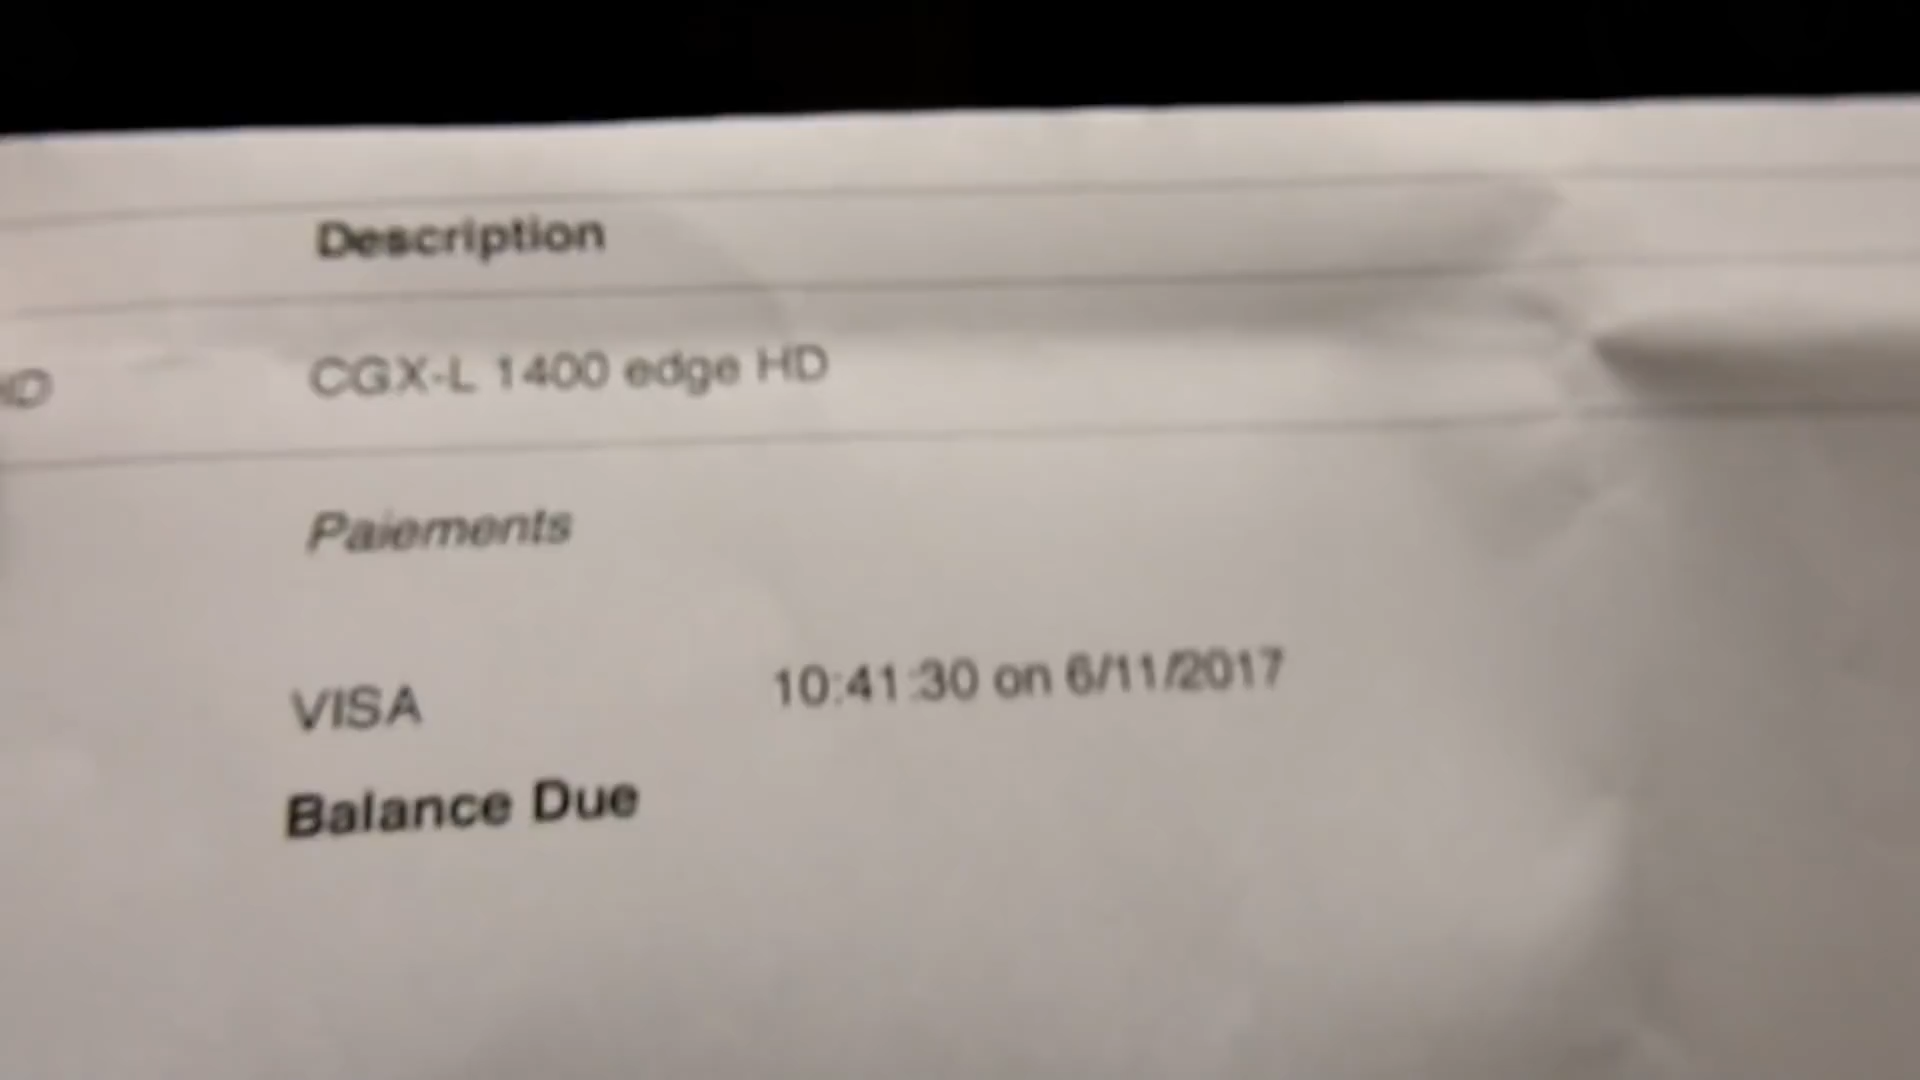 Description
CGX-L 1400 edge HD
Paiements
VISA 10:41:30 on 6/11/2017
Balance Due